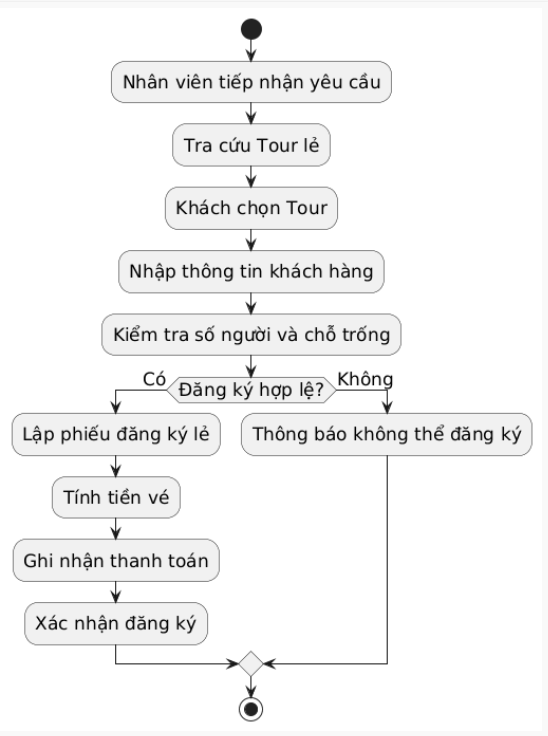 Nhân viên tiếp nhận yêu cầu
Tra cứu Tour lẻ
Khách chọn Tour
Nhập thông tin khách hàng
Kiểm tra số người và chỗ trống
Đăng ký hợp lệ?
Có
Không
Lập phiếu đăng ký lẻ
Tính tiền vé
Ghi nhận thanh toán
Xác nhận đăng ký
Thông báo không thể đăng ký